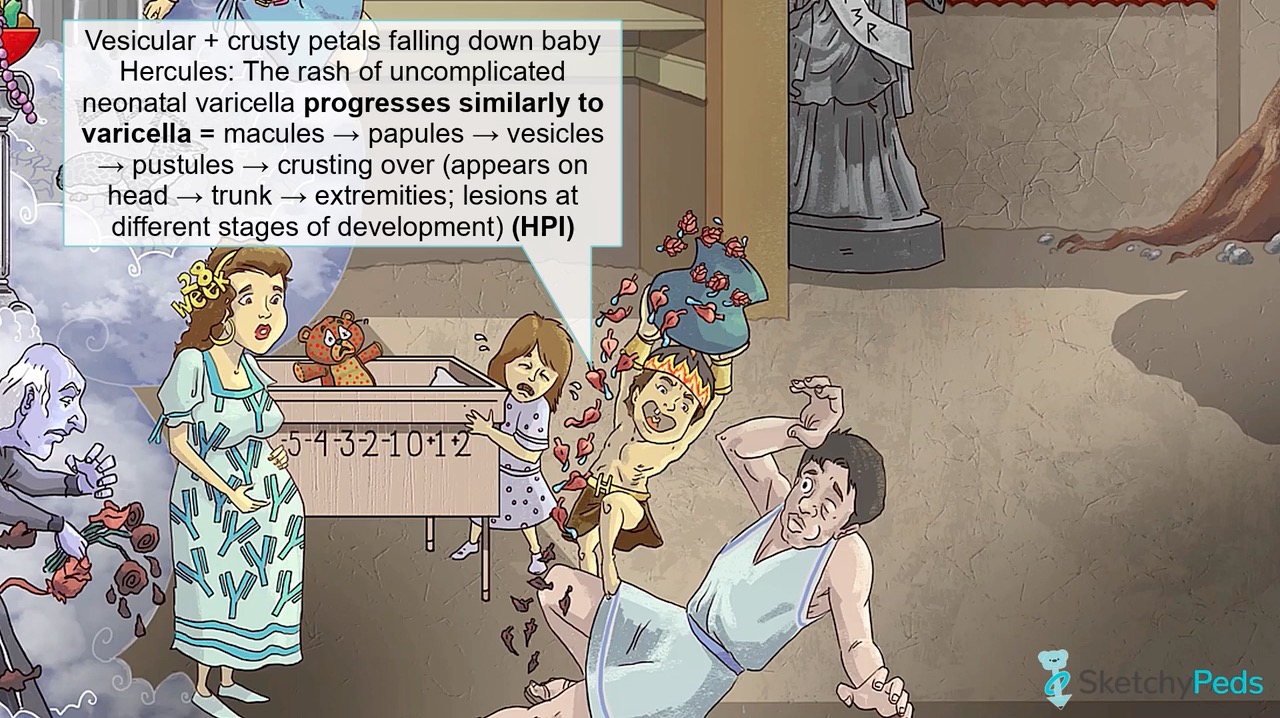 Vesicular + crusty petals falling down baby
Hercules: The rash of uncomplicated
neonatal varicella progresses similarly to
varicella = macules → papules → vesicles
→ pustules → crusting over (appears on
head → trunk → extremities; lesions at
different stages of development) (HPI)
28
week
-5-4-3-2-1 0+1+2
SketchyPeds